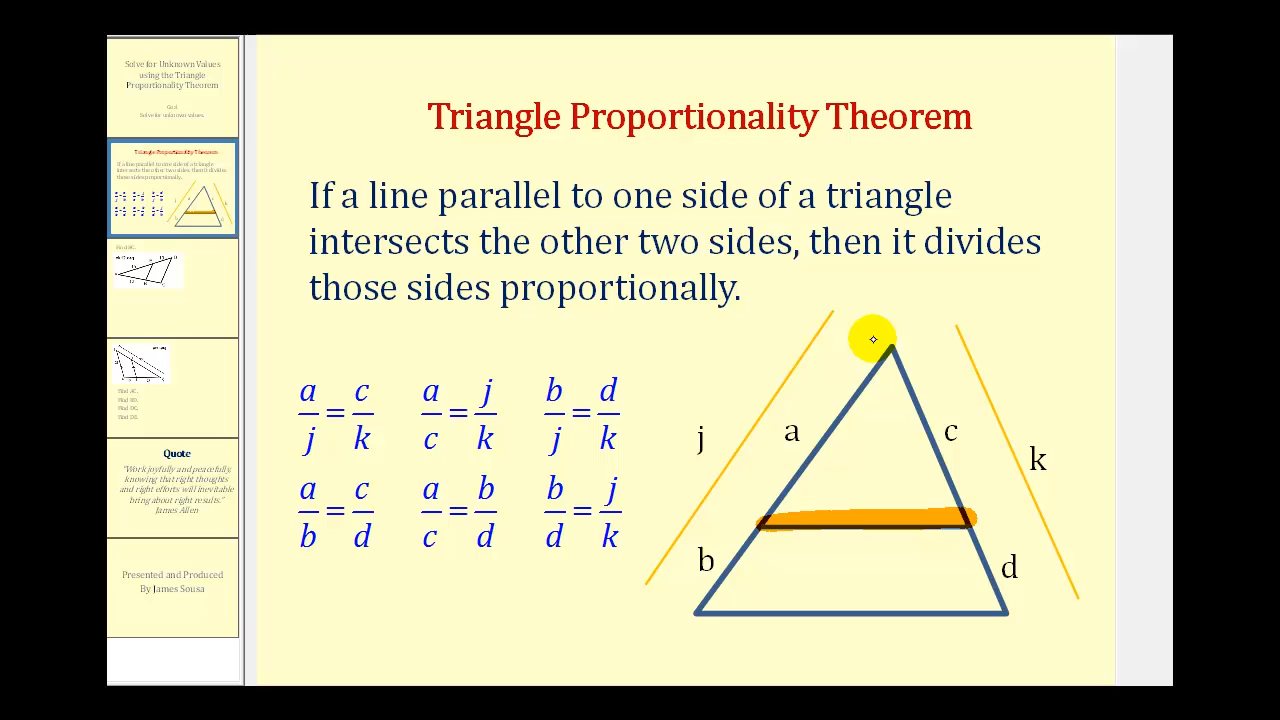 Solve for Unknown Values
using the Triangle
Proportionality Theorem
Solve for unknown values.
Triangle Proportionality Theorem
If a line parallel to one side of a triangle
intersects the other two sides, then it divides
those sides proportionally.
Quote
"Work joyfully and peacefully,
knowing that right thoughts
and right efforts will inevitable
bring about right results."
James Allen
Presented and Produced
By James Sousa
Triangle Proportionality Theorem
If a line parallel to one side of a triangle
intersects the other two sides, then it divides
those sides proportionally.
a/j = c/k a/c = j/k b/j = d/k
a/b = c/d a/c = b/d b/d = j/k
j a c k
b d